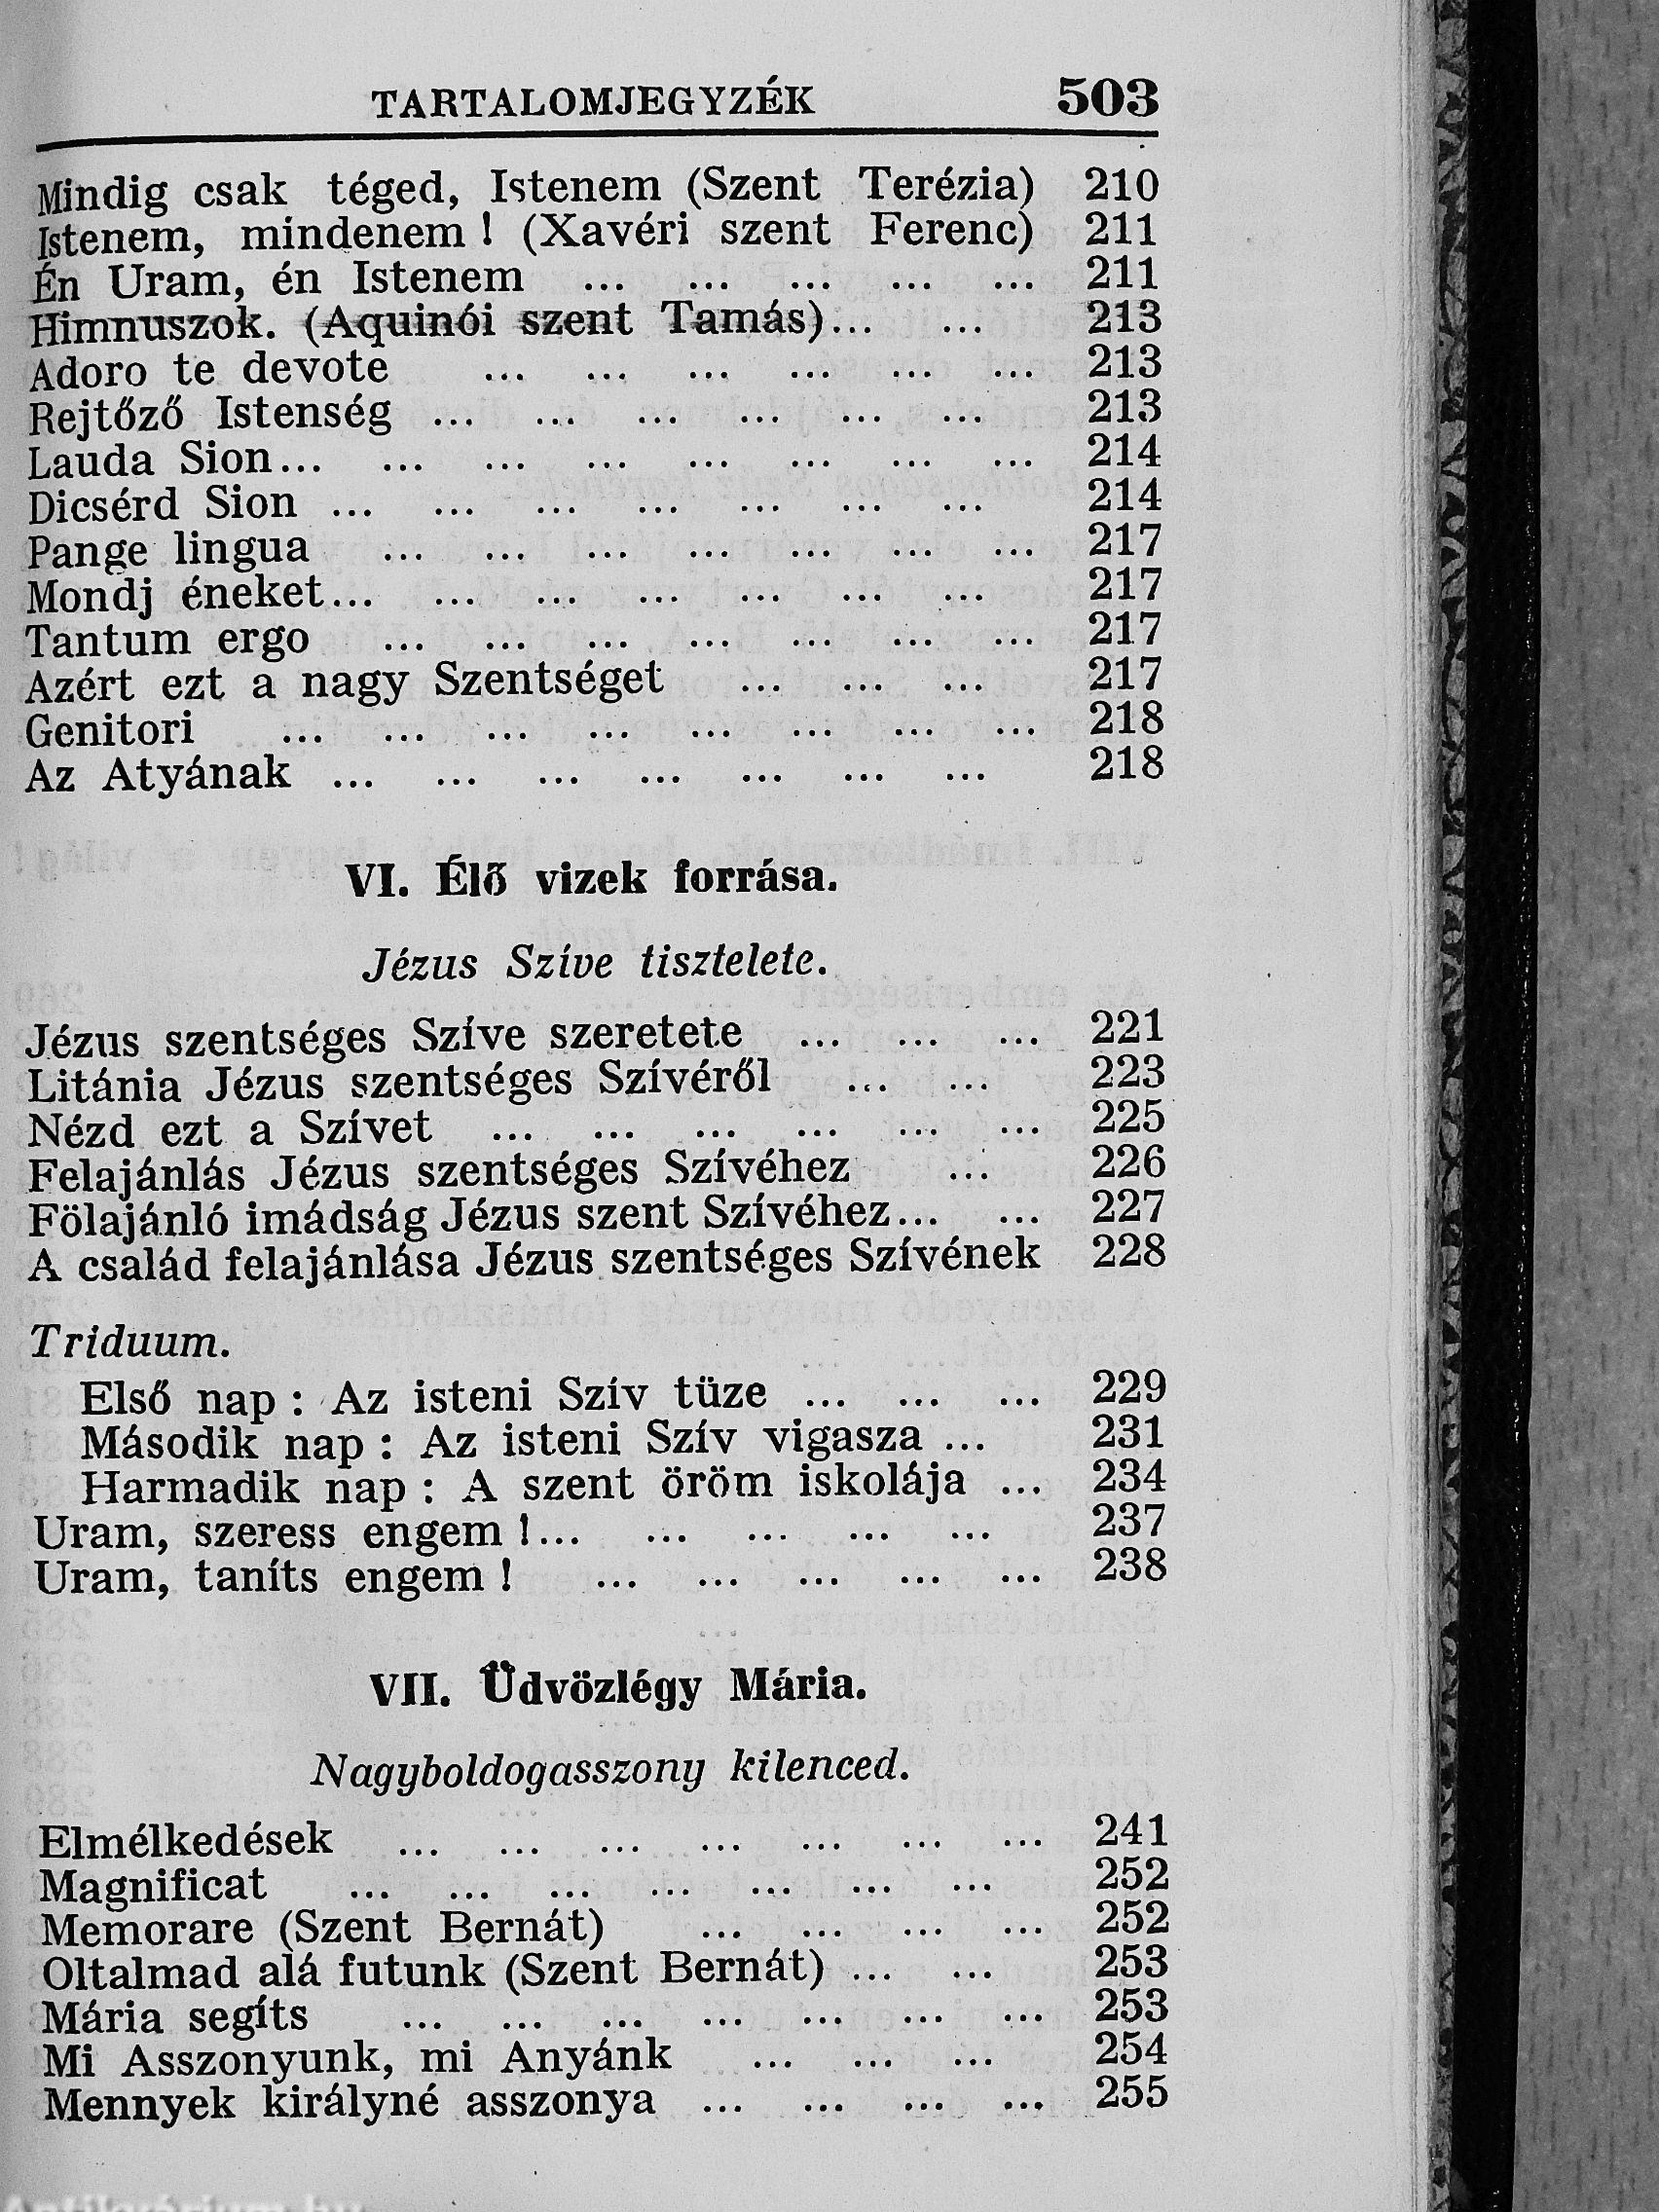 TARTALOMJEGYZÉK 503
Mindig csak téged, Istenem (Szent Terézia) 210
Istenem, mindenem! (Xavéri szent Ferenc) 211
Én Uram, én Istenem ... ... ... ... ... 211
Himnuszok. (Aquinói szent Tamás)... ... 213
Adoro te devote ... ... ... ... ... ... 213
Rejtőző Istenség ... ... ... ... ... ... 213
Lauda Sion... ... ... ... ... ... ... ... 214
Dicsérd Sion ... ... ... ... ... ... ... 214
Pange lingua ... ... ... ... ... ... ... 217
Mondj éneket... ... ... ... ... ... ... 217
Tantum ergo ... ... ... ... ... ... ... 217
Azért ezt a nagy Szentséget ... ... ... 217
Genitori ... ... ... ... ... ... ... ... 218
Az Atyának ... ... ... ... ... ... ... 218
VI. Élő vizek forrása.
Jézus Szíve tisztelete.
Jézus szentséges Szíve szeretete ... ... ... 221
Litánia Jézus szentséges Szívéről ... ... 223
Nézd ezt a Szívet ... ... ... ... ... ... 225
Felajánlás Jézus szentséges Szívéhez ... 226
Fölajánló imádság Jézus szent Szívéhez... ... 227
A család felajánlása Jézus szentséges Szívének 228
Triduum.
Első nap : Az isteni Szív tüze ... ... ... 229
Második nap : Az isteni Szív vigasza ... 231
Harmadik nap : A szent öröm iskolája ... 234
Uram, szeress engem !... ... ... ... ... 237
Uram, taníts engem ! ... ... ... ... ... 238
VII. Üdvözlégy Mária.
Nagyboldogasszony kilenced.
Elmélkedések ... ... ... ... ... ... ... 241
Magnificat ... ... ... ... ... ... ... 252
Memorare (Szent Bernát) ... ... ... ... 252
Oltalmad alá futunk (Szent Bernát) ... ... 253
Mária segíts ... ... ... ... ... ... ... 253
Mi Asszonyunk, mi Anyánk ... ... ... 254
Mennyek királyné asszonya ... ... ... ... 255